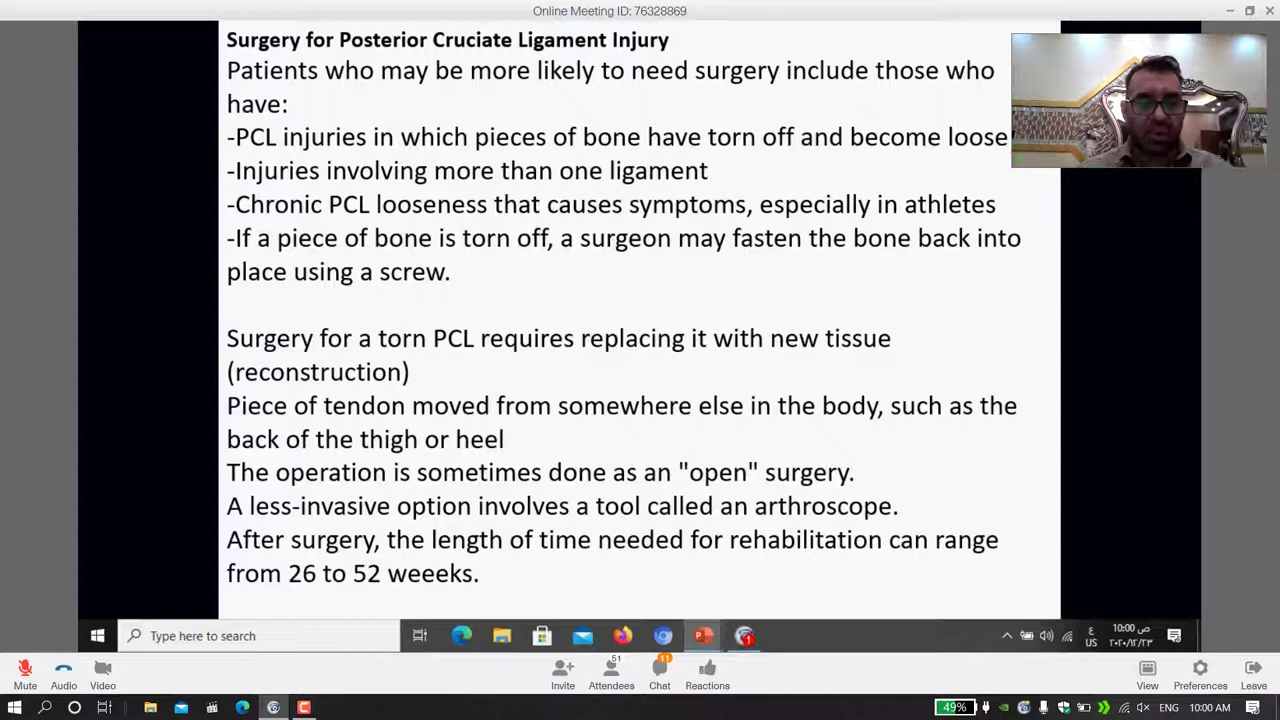 Online Meeting ID: 76328869
Surgery for Posterior Cruciate Ligament Injury
Patients who may be more likely to need surgery include those who
have:
-PCL injuries in which pieces of bone have torn off and become loose
-Injuries involving more than one ligament
-Chronic PCL looseness that causes symptoms, especially in athletes
-If a piece of bone is torn off, a surgeon may fasten the bone back into
place using a screw.
Surgery for a torn PCL requires replacing it with new tissue
(reconstruction)
Piece of tendon moved from somewhere else in the body, such as the
back of the thigh or heel
The operation is sometimes done as an "open" surgery.
A less-invasive option involves a tool called an arthroscope.
After surgery, the length of time needed for rehabilitation can range
from 26 to 52 weeeks.
Type here to search
1
ع
US
10:00 ص
٢٠٢٠/١٢/٢٣
51
11
Mute
Audio
Video
Invite
Attendees
Chat
Reactions
View
Preferences
Leave
49%
ENG
10:00 AM